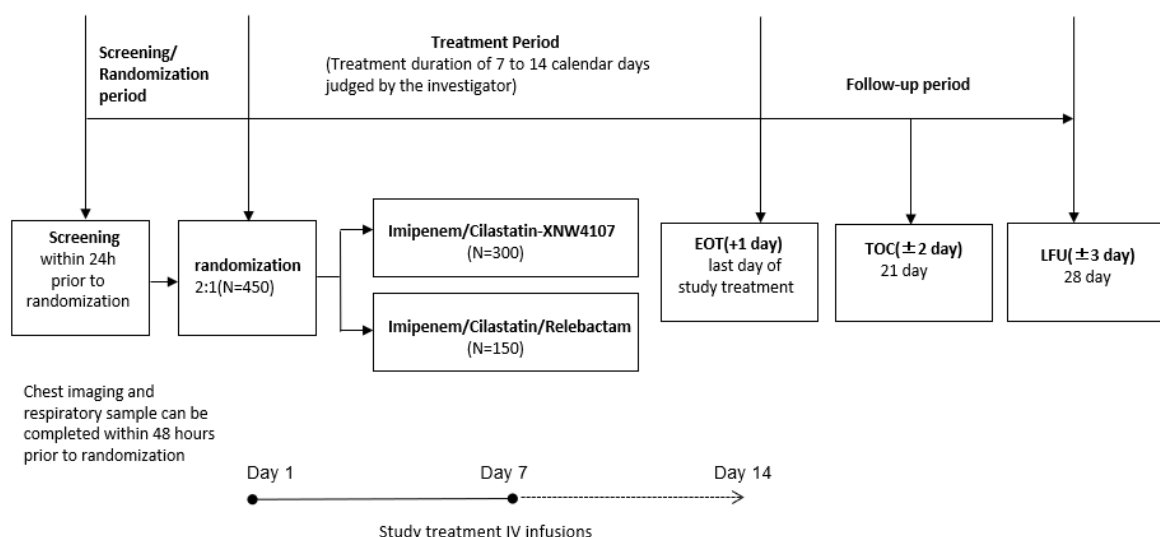 Screening/
Randomization
period
Treatment Period
(Treatment duration of 7 to 14 calendar days
judged by the investigator)
Follow-up period
Screening
within 24h
prior to
randomization
randomization
2:1(N=450)
Imipenem/Cilastatin-XNW4107
(N=300)
Imipenem/Cilastatin/Relebactam
(N=150)
EOT(+1 day)
last day of
study treatment
TOC(±2 day)
21 day
LFU(±3 day)
28 day
Chest imaging and
respiratory sample can be
completed within 48 hours
prior to randomization
Day 1
Day 7
Day 14
Study treatment IV infusions